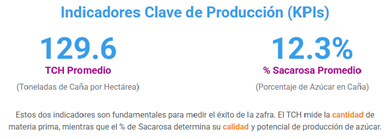 Indicadores Clave de Producción (KPIs)
129.6
TCH Promedio
(Toneladas de Caña por Hectárea)
12.3%
% Sacarosa Promedio
(Porcentaje de Azúcar en Caña)
Estos dos indicadores son fundamentales para medir el éxito de la zafra. El TCH mide la cantidad de
materia prima, mientras que el % de Sacarosa determina su calidad y potencial de producción de azúcar.